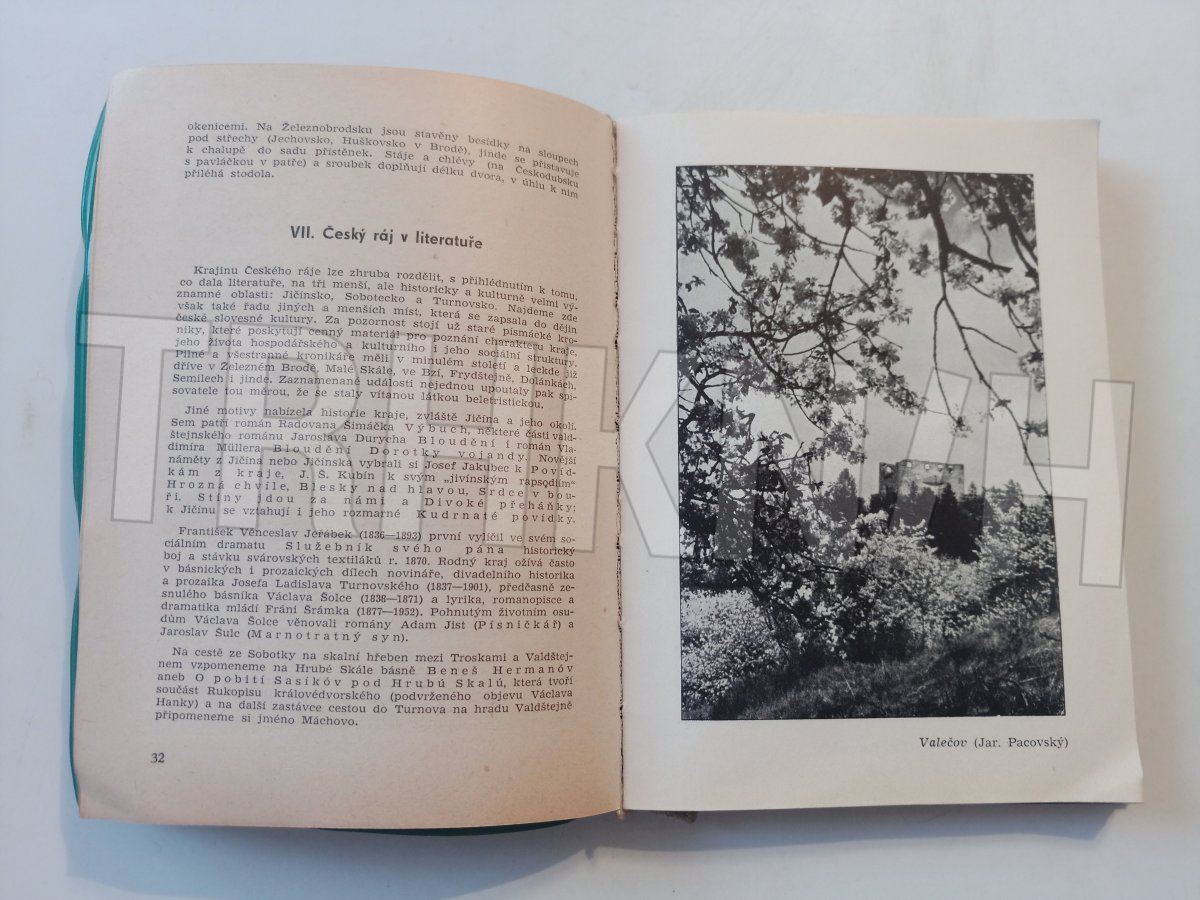 okenicemi. Na Železnobrodsku jsou stavěny besídky na sloupech
pod střechy (Jechovsko, Huškovsko v Brodě), jinde se přistavuje
k chalupě do sadu přístěnek. Stáje a chlévy (na Českodubsku
s pavláčkou v patře) a sroubek doplňují délku dvora, v úhlu k nim
přiléhá stodola.
VII. Český ráj v literatuře
Krajinu Českého ráje lze zhruba rozdělit, s přihlédnutím k tomu,
co dala literatuře, na tři menší, ale historicky a kulturně velmi vý-
znamné oblasti: Jičínsko, Sobotecko a Turnovsko. Najdeme zde
však také řadu jiných a menších míst, která se zapsala do dějin
české slovesné kultury. Za pozornost stojí už staré písmácké kro-
niky, které poskytují cenný materiál pro poznání charakteru kraje,
jeho života hospodářského a kulturního i jeho sociální struktury.
Pilné a všestranné kronikáře měli v minulém století a leckde již
dříve v Železném Brodě, Malé Skále, ve Bzí, Frydštejně, Dolánkách,
Semilech i jinde. Zaznamenané události nejednou upoutaly pak spi-
sovatele tou měrou, že se staly vítanou látkou beletristickou.
Jiné motivy nabízela historie kraje, zvláště Jičína a jeho okolí.
Sem patří román Radovana Šimáčka Výbuch, některé části vald-
štejnského románu Jaroslava Durycha Bloudění i román Vla-
dimíra Müllera Bloudění Dorotky vojandy. Novější
náměty z Jičína nebo Jičínska vybrali si Josef Jakubec k Povíd-
kám z kraje, J. Š. Kubín k svým „jivínským rapsodiím“
Hrozná chvíle, Blesky nad hlavou, Srdce v bou-
ři, Stíny jdou za námi a Divoké přeháňky;
k Jičínu se vztahují i jeho rozmarné Kudrnaté povídky.
František Věnceslav Jeřábek (1836—1893) první vylíčil ve svém so-
ciálním dramatu Služebník svého pána historický
boj a stávku svárovských textiláků r. 1870. Rodný kraj ožívá často
v básnických i prozaických dílech novináře, divadelního historika
a prozaika Josefa Ladislava Turnovského (1837—1901), předčasně ze-
snulého básníka Václava Šolce (1838—1871) a lyrika, romanopisce a
dramatika mládí Fráni Šrámka (1877—1952). Pohnutým životním osu-
dům Václava Šolce věnovali romány Adam Jist (Písničkář) a
Jaroslav Šulc (Marnotratný syn).
Na cestě ze Sobotky na skalní hřeben mezi Troskami a Valdštej-
nem vzpomeneme na Hrubé Skále básně Beneš Hermanóv
aneb O pobití Sasíkóv pod Hrubú Skalú, která tvoří
součást Rukopisu královédvorského (podvrženého objevu Václava
Hanky) a na další zastávce cestou do Turnova na hradu Valdštejně
připomeneme si jméno Máchovo.
32
Valečov (Jar. Pacovský)